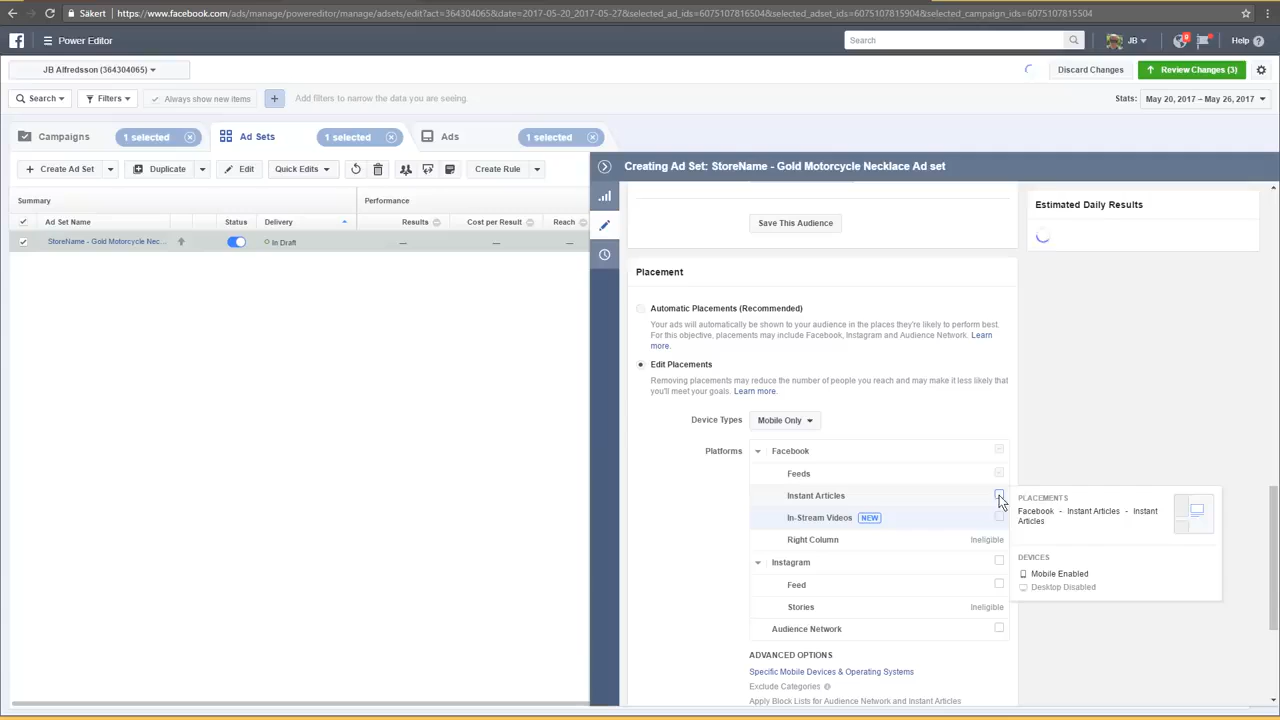 Säkert https://www.facebook.com/ads/manage/powereditor/manage/adsets/edit?act=364304065&date=2017-05-20_2017-05-27&selected_ad_ids=6075107816504&selected_adset_ids=6075107815904&selected_campaign_ids=6075107815504
Power Editor
Search
JB
9
Help
JB Alfredsson (364304065)
Discard Changes
Review Changes (3)
Search
Filters
Always show new items
Add filters to narrow the data you are seeing.
Stats: May 20, 2017 – May 26, 2017
Campaigns 1 selected
Ad Sets 1 selected
Ads 1 selected
Create Ad Set
Duplicate
Edit
Quick Edits
Create Rule
Creating Ad Set: StoreName - Gold Motorcycle Necklace Ad set
Summary
Performance
Ad Set Name
Status
Delivery
Results
Cost per Result
Reach
StoreName - Gold Motorcycle Nec...
In Draft
—
—
—
Save This Audience
Estimated Daily Results
Placement
Automatic Placements (Recommended)
Your ads will automatically be shown to your audience in the places they're likely to perform best.
For this objective, placements may include Facebook, Instagram and Audience Network. Learn
more.
Edit Placements
Removing placements may reduce the number of people you reach and may make it less likely that
you'll meet your goals. Learn more.
Device Types
Mobile Only
Platforms
Facebook
Feeds
Instant Articles
In-Stream Videos NEW
Right Column Ineligible
Instagram
Feed
Stories Ineligible
Audience Network
PLACEMENTS
Facebook - Instant Articles - Instant
Articles
DEVICES
Mobile Enabled
Desktop Disabled
ADVANCED OPTIONS
Specific Mobile Devices & Operating Systems
Exclude Categories
Apply Block Lists for Audience Network and Instant Articles